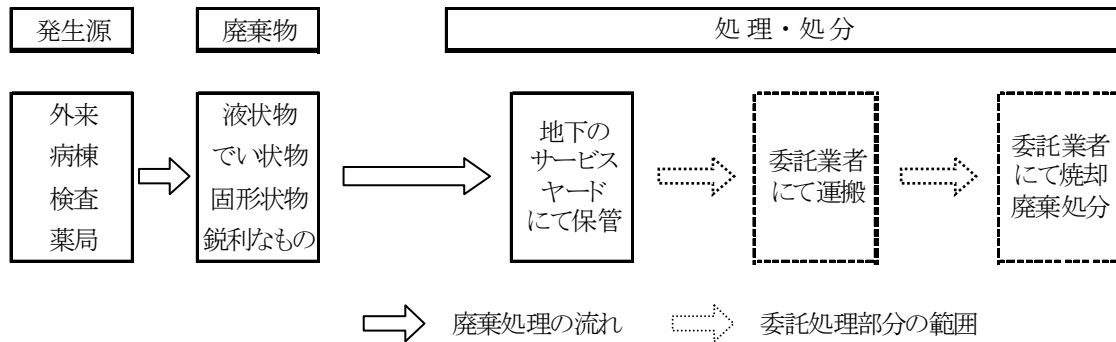 発生源
廃棄物
処理・処分
外来
病棟
検査
薬局
液状物
でい状物
固形状物
鋭利なもの
地下の
サービス
ヤード
にて保管
委託業者
にて運搬
委託業者
にて焼却
廃棄処分
廃棄処理の流れ
委託処理部分の範囲